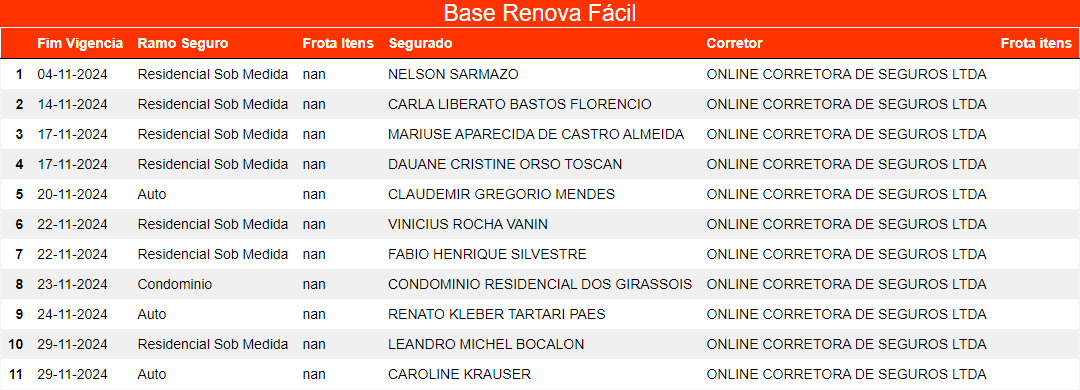 Base Renova Fácil
Fim Vigencia Ramo Seguro Frota Itens Segurado Corretor Frota itens
1 04-11-2024 Residencial Sob Medida nan NELSON SARMAZO ONLINE CORRETORA DE SEGUROS LTDA
2 14-11-2024 Residencial Sob Medida nan CARLA LIBERATO BASTOS FLORENCIO ONLINE CORRETORA DE SEGUROS LTDA
3 17-11-2024 Residencial Sob Medida nan MARIUSE APARECIDA DE CASTRO ALMEIDA ONLINE CORRETORA DE SEGUROS LTDA
4 17-11-2024 Residencial Sob Medida nan DAUANE CRISTINE ORSO TOSCAN ONLINE CORRETORA DE SEGUROS LTDA
5 20-11-2024 Auto nan CLAUDEMIR GREGORIO MENDES ONLINE CORRETORA DE SEGUROS LTDA
6 22-11-2024 Residencial Sob Medida nan VINICIUS ROCHA VANIN ONLINE CORRETORA DE SEGUROS LTDA
7 22-11-2024 Residencial Sob Medida nan FABIO HENRIQUE SILVESTRE ONLINE CORRETORA DE SEGUROS LTDA
8 23-11-2024 Condominio nan CONDOMINIO RESIDENCIAL DOS GIRASSOIS ONLINE CORRETORA DE SEGUROS LTDA
9 24-11-2024 Auto nan RENATO KLEBER TARTARI PAES ONLINE CORRETORA DE SEGUROS LTDA
10 29-11-2024 Residencial Sob Medida nan LEANDRO MICHEL BOCALON ONLINE CORRETORA DE SEGUROS LTDA
11 29-11-2024 Auto nan CAROLINE KRAUSER ONLINE CORRETORA DE SEGUROS LTDA